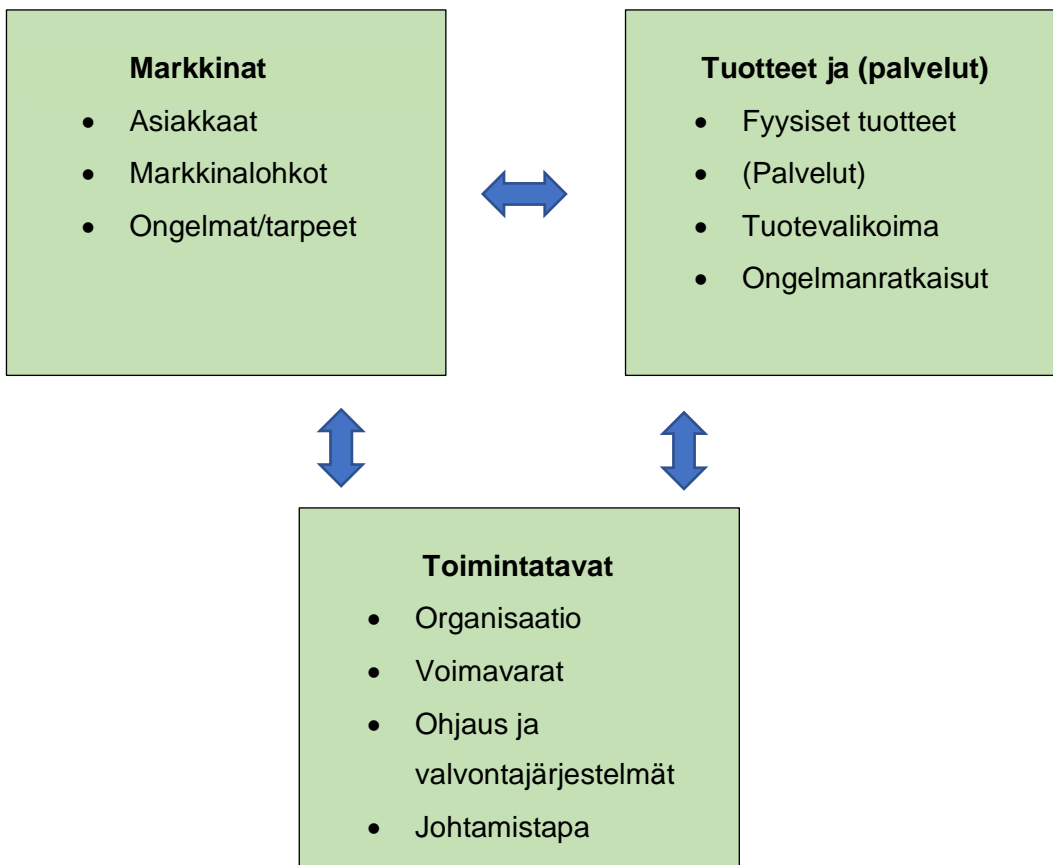 Markkinat
• Asiakkaat
• Markkinalohkot
• Ongelmat/tarpeet
Tuotteet ja (palvelut)
• Fyysiset tuotteet
• (Palvelut)
• Tuotevalikoima
• Ongelmanratkaisut
Toimintatavat
• Organisaatio
• Voimavarat
• Ohjaus ja
valvontajärjestelmät
• Johtamistapa